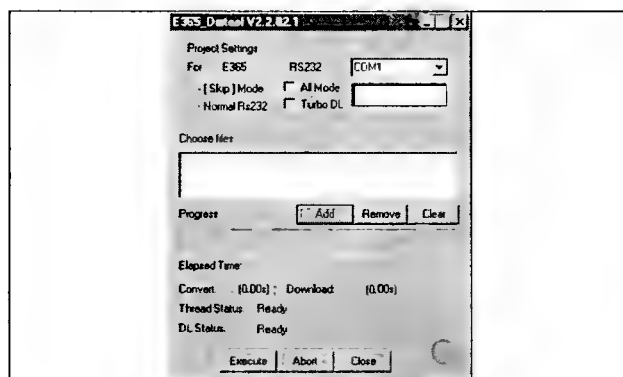 E365_Dstool V2.2.82.1
Project Settings
For E365 RS232 COM1
- [ Skip ] Mode All Mode
- Normal Rs232 Turbo DL
Choose files
Progress Add Remove Clear
Elapsed Time:
Convert. (0.00s) ; Download: (0.00s)
Thread Status: Ready
DL Status: Ready
Execute Abort Close